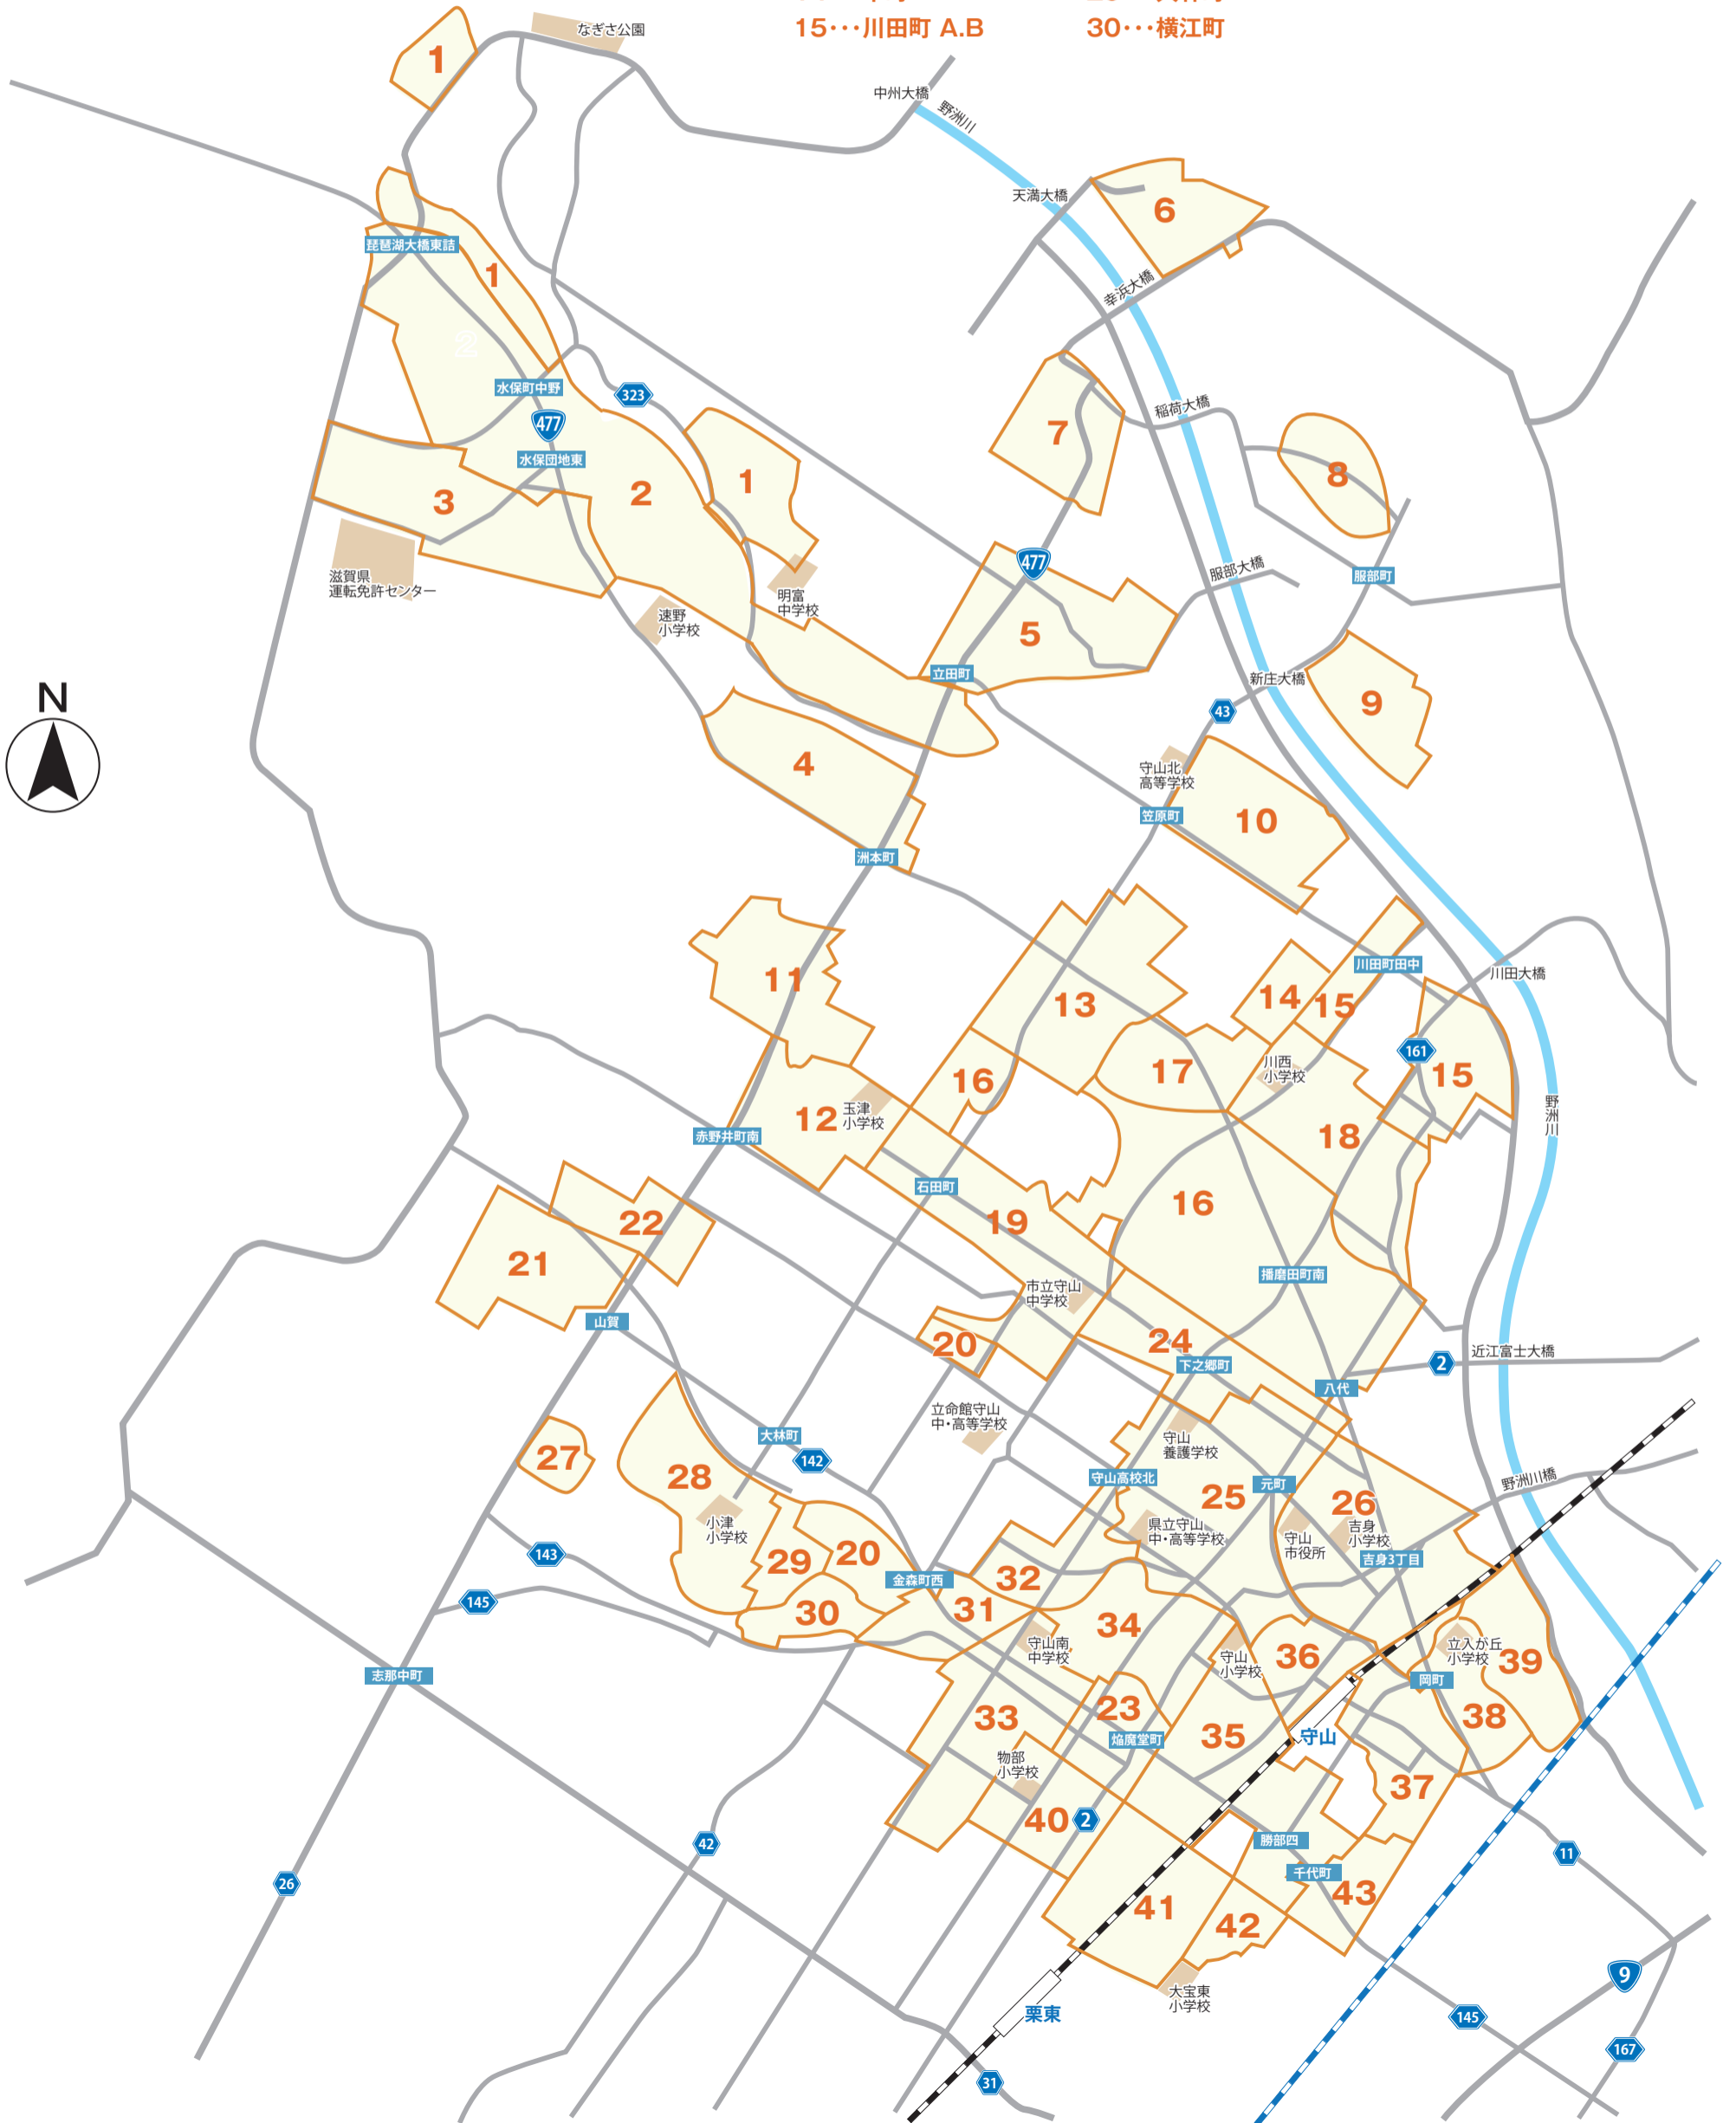 15･･･川田町 A.B
30･･･横江町
1
なぎさ公園
中州大橋
野洲川
天満大橋
6
琵琶湖大橋東詰
1
幸浜大橋
2
水保町中野
323
477
稲荷大橋
7
8
水保団地東
1
3
2
477
服部大橋
服部町
滋賀県
運転免許センター
明富
中学校
速野
小学校
5
立田町
新庄大橋
9
43
N
4
守山北
高等学校
笠原町
10
洲本町
川田町田中
川田大橋
11
13
14
15
161
川西
小学校
15
16
17
12
玉津
小学校
野洲川
赤野井町南
18
石田町
16
19
22
21
播磨田町南
市立守山
中学校
山賀
20
24
下之郷町
近江富士大橋
2
八代
立命館守山
中・高等学校
大林町
守山
養護学校
27
142
28
守山高校北
元町
野洲川橋
25
26
小津
小学校
県立守山
中・高等学校
守山
市役所
吉身
小学校
吉身3丁目
143
29
20
金森町西
32
145
30
31
34
守山南
中学校
守山
小学校
36
立入が丘
小学校
39
志那中町
岡町
33
23
38
焔魔堂町
35
守山
物部
小学校
37
40
2
勝部四
42
11
千代町
26
43
41
42
9
大宝東
小学校
栗東
145
167
31